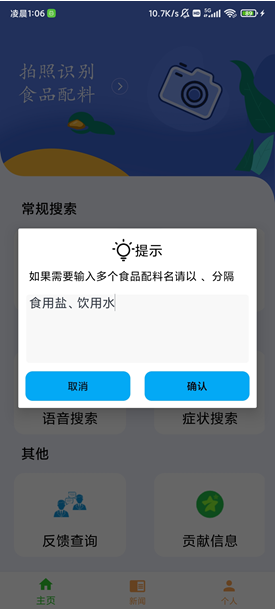 凌晨1:06
10.7K/s 5G 89
拍照识别
食品配料
常规搜索
提示
如果需要输入多个食品配料名请以 、分隔
食用盐、饮用水
取消 确认
语音搜索 症状搜索
其他
反馈查询 贡献信息
主页 新闻 个人